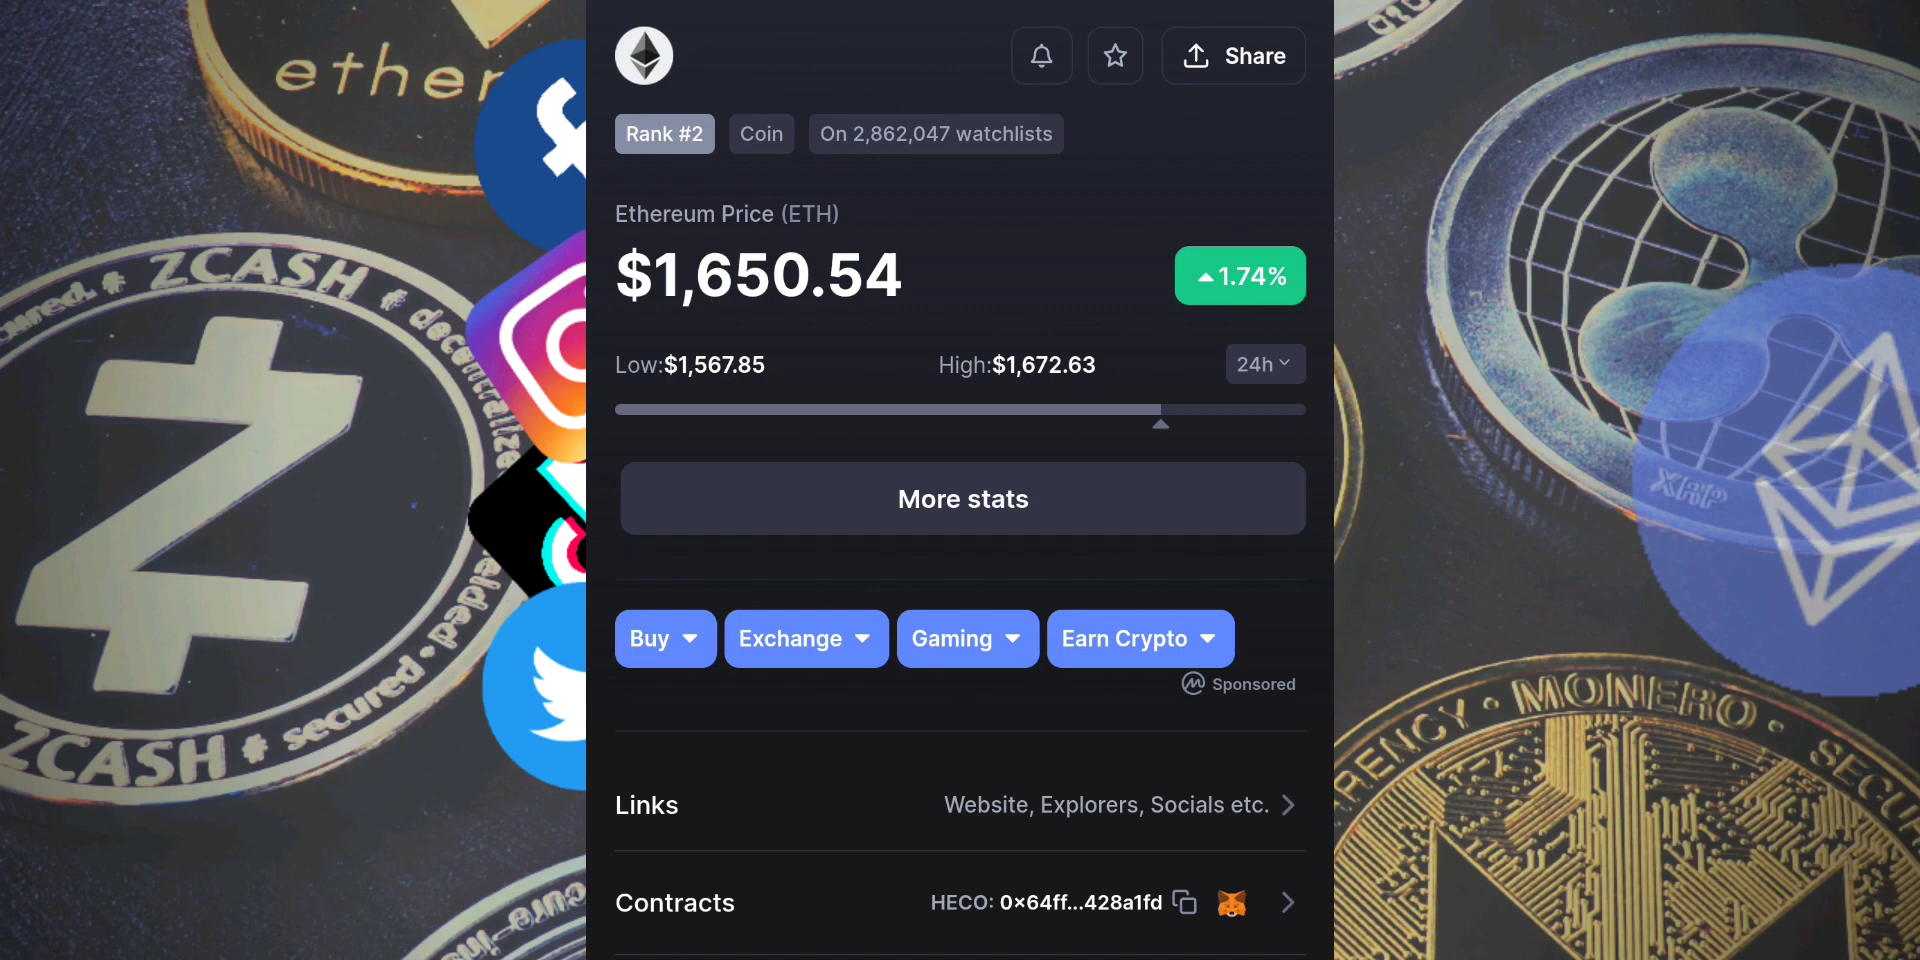 Share
Rank #2 Coin On 2,862,047 watchlists
Ethereum Price (ETH)
$1,650.54 1.74%
Low:$1,567.85 High:$1,672.63 24h
More stats
Buy Exchange Gaming Earn Crypto
Sponsored
Links Website, Explorers, Socials etc.
Contracts HECO: 0x64ff...428a1fd
ether
ZCASH # decentralized
ZCASH # secured •
XRP
RENCY • MONERO • SECU